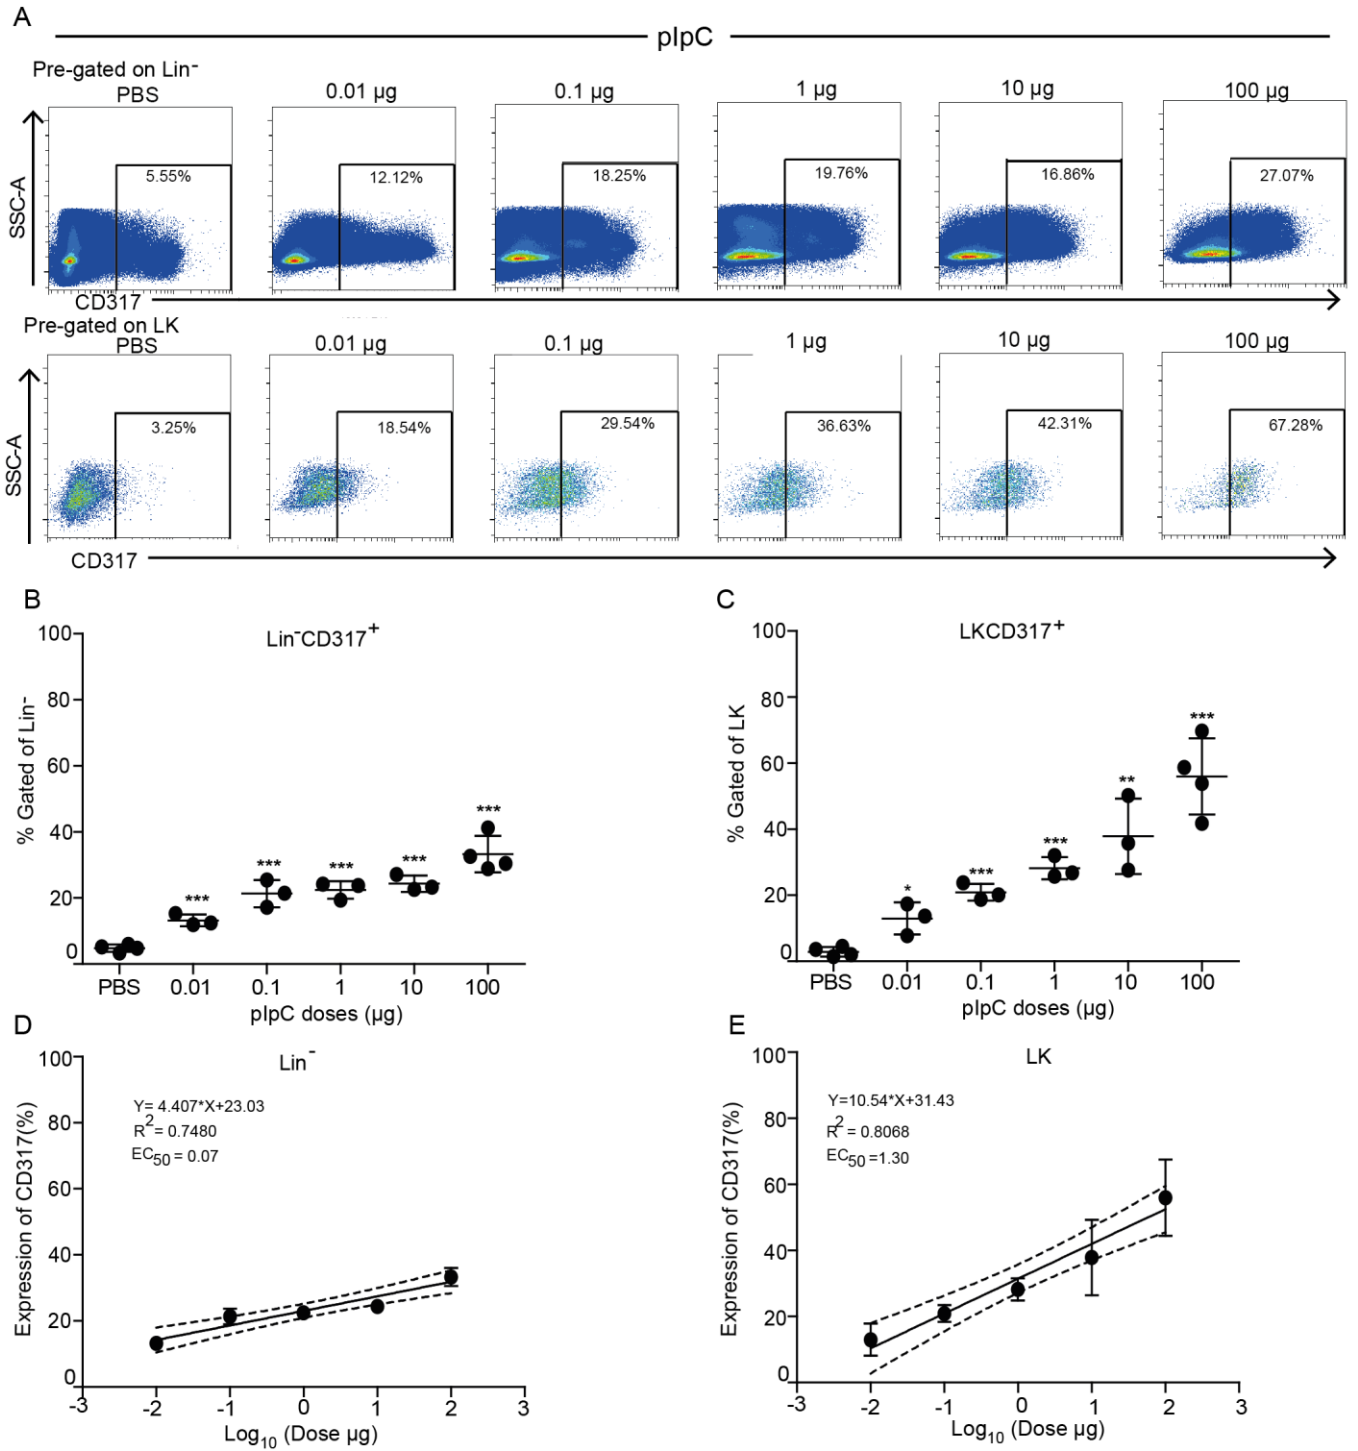 A
pIpC
Pre-gated on Lin⁻
PBS 0.01 µg 0.1 µg 1 µg 10 µg 100 µg
SSC-A
5.55% 12.12% 18.25% 19.76% 16.86% 27.07%
CD317
Pre-gated on LK
PBS 0.01 µg 0.1 µg 1 µg 10 µg 100 µg
SSC-A
3.25% 18.54% 29.54% 36.63% 42.31% 67.28%
CD317
B
Lin⁻CD317⁺
% Gated of Lin⁻
100
80
60
40
20
0
*** *** *** *** ***
PBS 0.01 0.1 1 10 100
pIpC doses (µg)
C
LKCD317⁺
% Gated of LK
100
80
60
40
20
0
* *** *** ** ***
PBS 0.01 0.1 1 10 100
pIpC doses (µg)
D
Lin⁻
Expression of CD317(%)
100
80
60
40
20
0
Y= 4.407*X+23.03
R² = 0.7480
EC₅₀ = 0.07
-3 -2 -1 0 1 2 3
Log₁₀ (Dose µg)
E
LK
Expression of CD317(%)
100
80
60
40
20
0
Y=10.54*X+31.43
R² = 0.8068
EC₅₀ =1.30
-3 -2 -1 0 1 2 3
Log₁₀ (Dose µg)